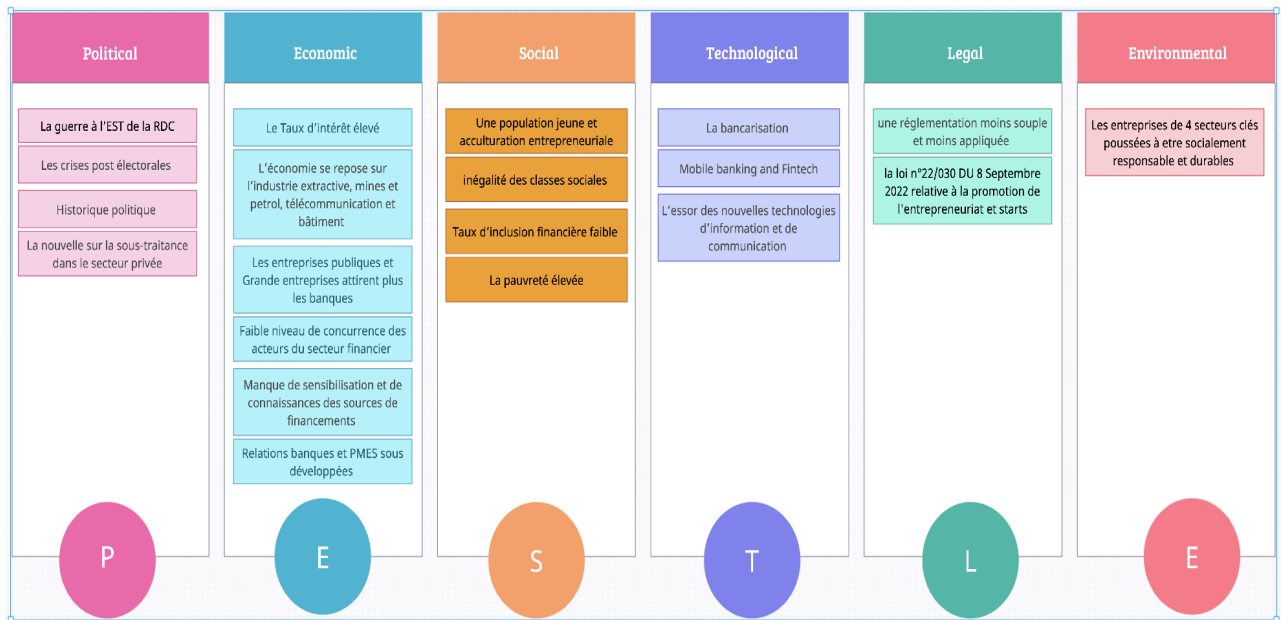 Political
La guerre à l'EST de la RDC
Les crises post électorales
Historique politique
La nouvelle sur la sous-traitance
dans le secteur privée
P
Economic
Le Taux d'intérêt élevé
L'économie se repose sur
l'industrie extractive, mines et
petrol, télécommunication et
bâtiment
Les entreprises publiques et
Grande entreprises attirent plus
les banques
Faible niveau de concurrence des
acteurs du secteur financier
Manque de sensibilisation et de
connaissances des sources de
financements
Relations banques et PMES sous
développées
E
Social
Une population jeune et
acculturation entrepreneuriale
inégalité des classes sociales
Taux d'inclusion financière faible
La pauvreté élevée
S
Technological
La bancarisation
Mobile banking and Fintech
L'essor des nouvelles technologies
d'information et de
communication
T
Legal
une réglementation moins souple
et moins appliquée
la loi n°22/030 DU 8 Septembre
2022 relative à la promotion de
l'entrepreneuriat et starts
L
Environmental
Les entreprises de 4 secteurs clés
poussées à etre socialement
responsable et durables
E